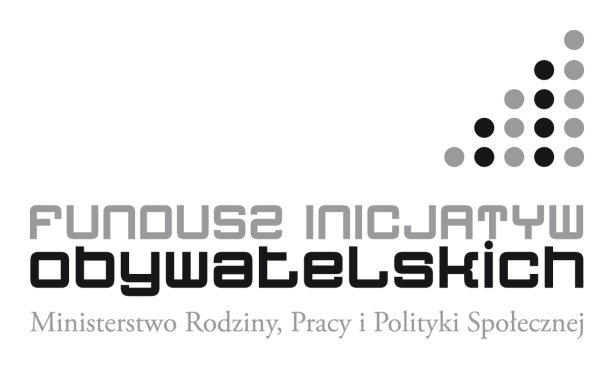 FUNDUSZ INICJATYW
obywatelskich
Ministerstwo Rodziny, Pracy i Polityki Społecznej